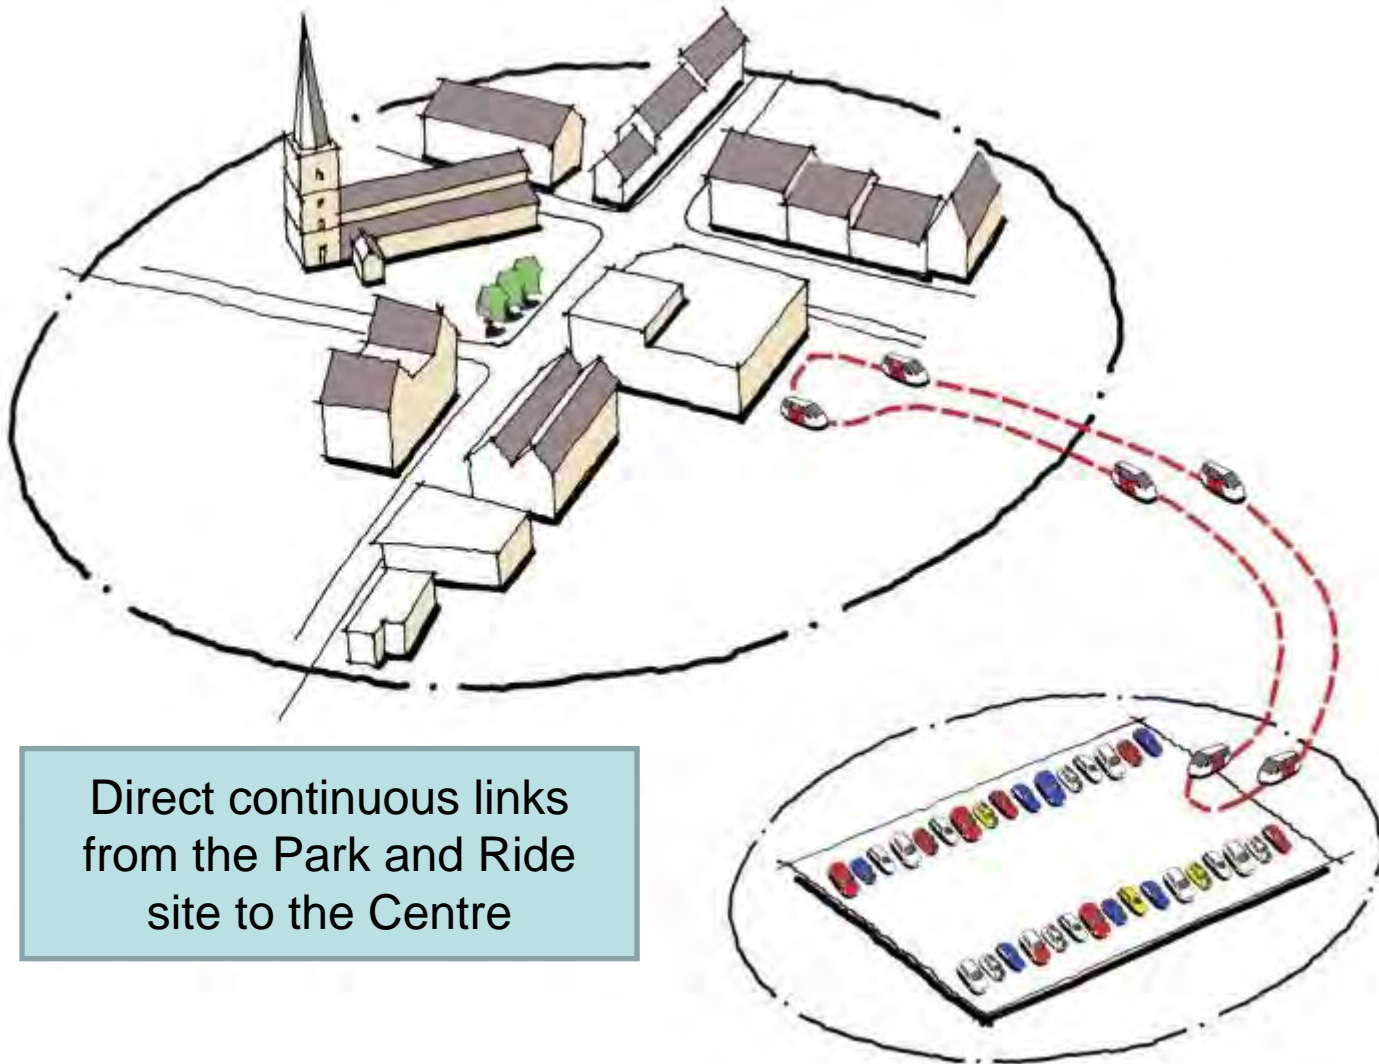 Direct continuous links
from the Park and Ride
site to the Centre